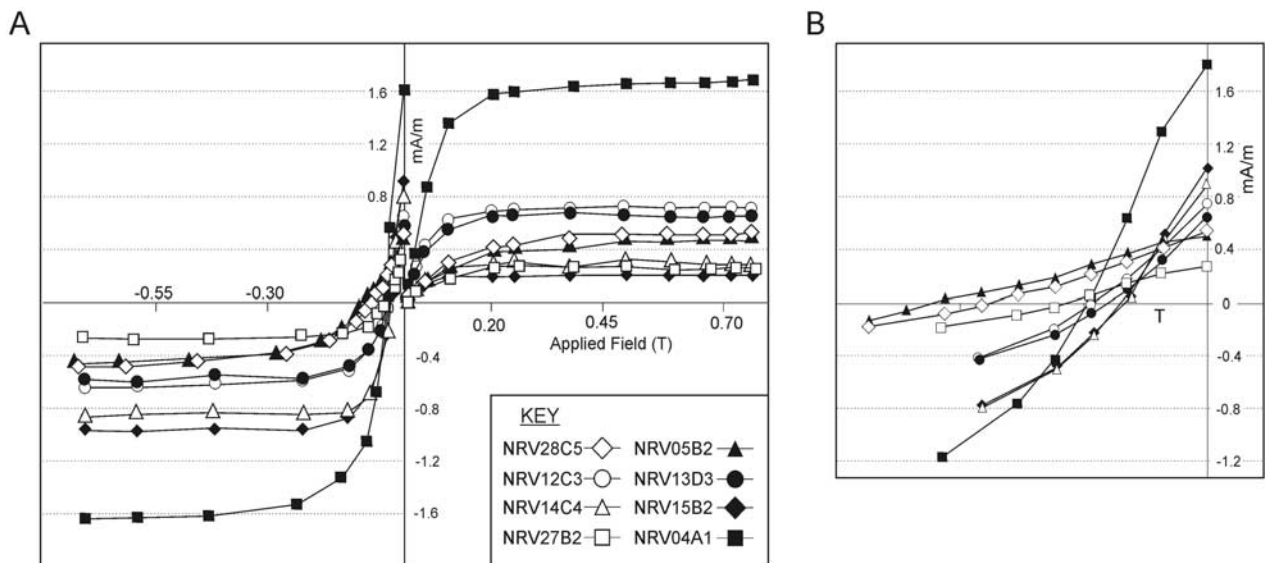 A
B
1.6
1.2
0.8
mA/m
-0.55
-0.30
0.20
0.45
0.70
Applied Field (T)
-0.4
-0.8
-1.2
-1.6
KEY
NRV28C5
NRV05B2
NRV12C3
NRV13D3
NRV14C4
NRV15B2
NRV27B2
NRV04A1
1.6
1.2
mA/m
0.8
0.4
0
T
-0.4
-0.8
-1.2